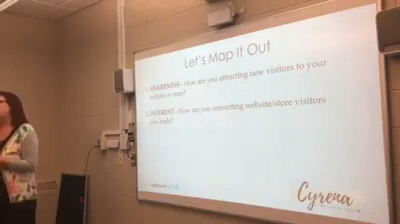 Let's Map It Out
1. AWARENESS - How are you attracting new visitors to your
website or store?
2. INTEREST - How are you converting website/store visitors
into leads?
Cyrena